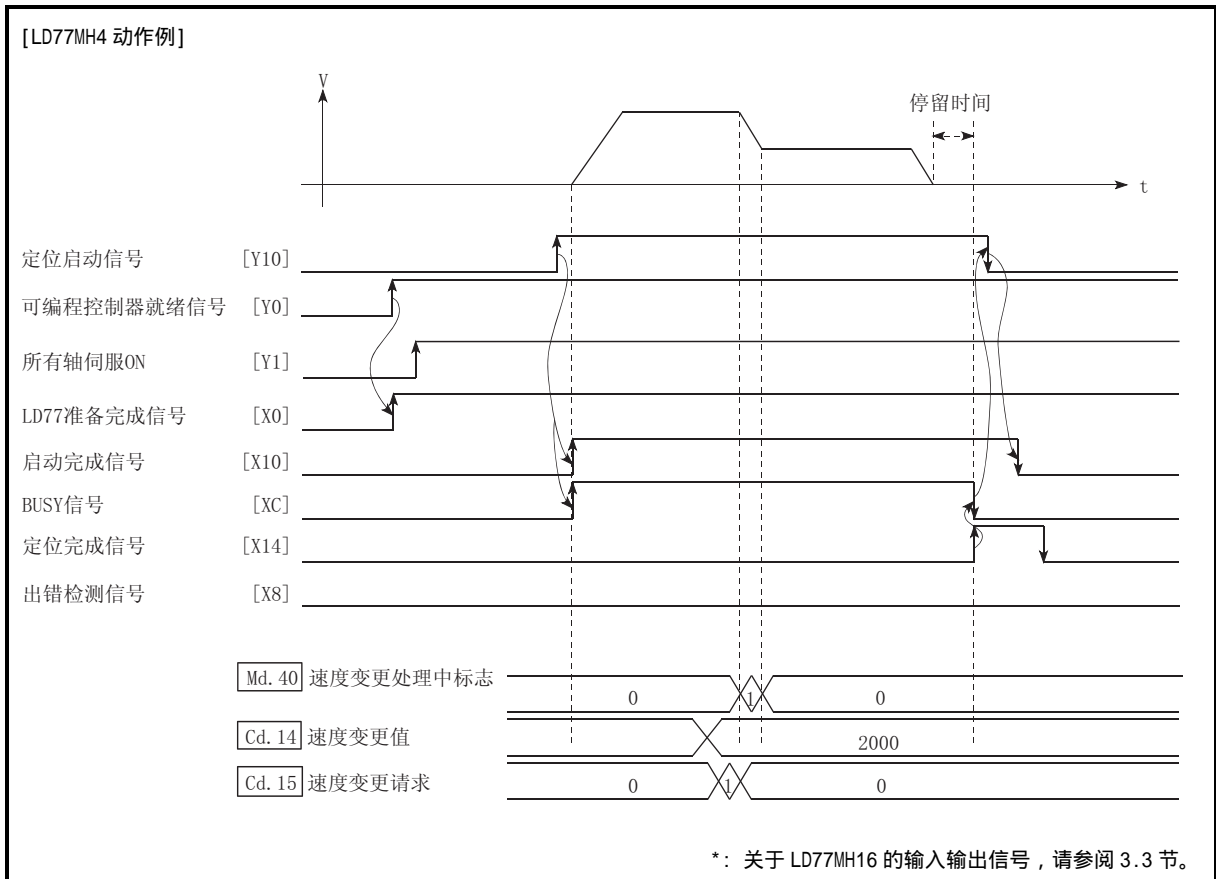 [LD77MH4 动作例]
V
停留时间
t
定位启动信号 [Y10]
可编程控制器就绪信号 [Y0]
所有轴伺服ON [Y1]
LD77准备完成信号 [X0]
启动完成信号 [X10]
BUSY信号 [XC]
定位完成信号 [X14]
出错检测信号 [X8]
Md.40 速度变更处理中标志 0 1 0
Cd.14 速度变更值 2000
Cd.15 速度变更请求 0 1 0
*: 关于 LD77MH16 的输入输出信号，请参阅 3.3 节。